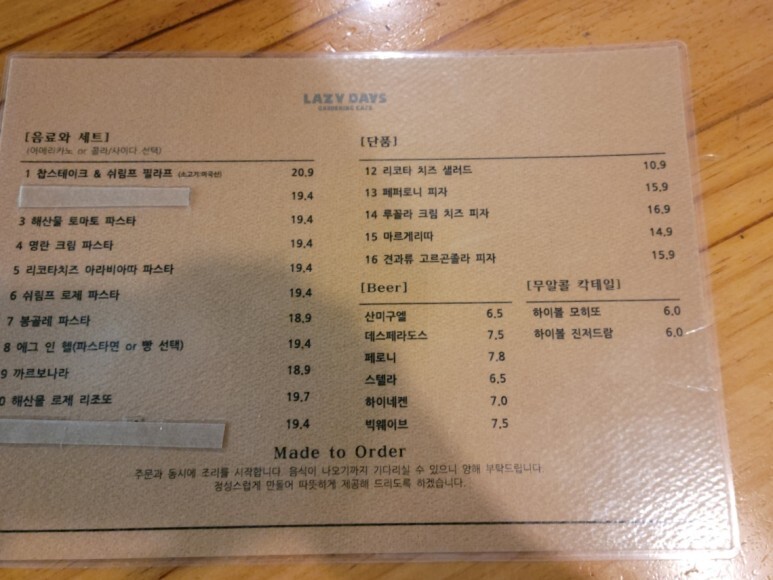 LAZY DAYS
[음료와 세트]
(아메리카노 or 콜라/사이다 선택)
1 찹스테이크 & 쉬림프 필라프 (소고기:미국산) 20.9
19.4
3 해산물 토마토 파스타 19.4
4 명란 크림 파스타 19.4
5 리코타치즈 아라비아따 파스타 19.4
6 쉬림프 로제 파스타 19.4
7 봉골레 파스타 18.9
8 에그 인 헬(파스타면 or 빵 선택) 19.4
9 까르보나라 18.9
0 해산물 로제 리조또 19.7
19.4
[단품]
12 리코타 치즈 샐러드 10.9
13 페퍼로니 피자 15.9
14 루꼴라 크림 치즈 피자 16.9
15 마르게리따 14.9
16 견과류 고르곤졸라 피자 15.9
[Beer]
산미구엘 6.5
데스페라도스 7.5
페로니 7.8
스텔라 6.5
하이네켄 7.0
빅웨이브 7.5
[무알콜 칵테일]
하이볼 모히또 6.0
하이볼 진저드람 6.0
Made to Order
주문과 동시에 조리를 시작합니다. 음식이 나오기까지 기다리실 수 있으니 양해 부탁드립니다.
정성스럽게 만들어 따뜻하게 제공해 드리도록 하겠습니다.